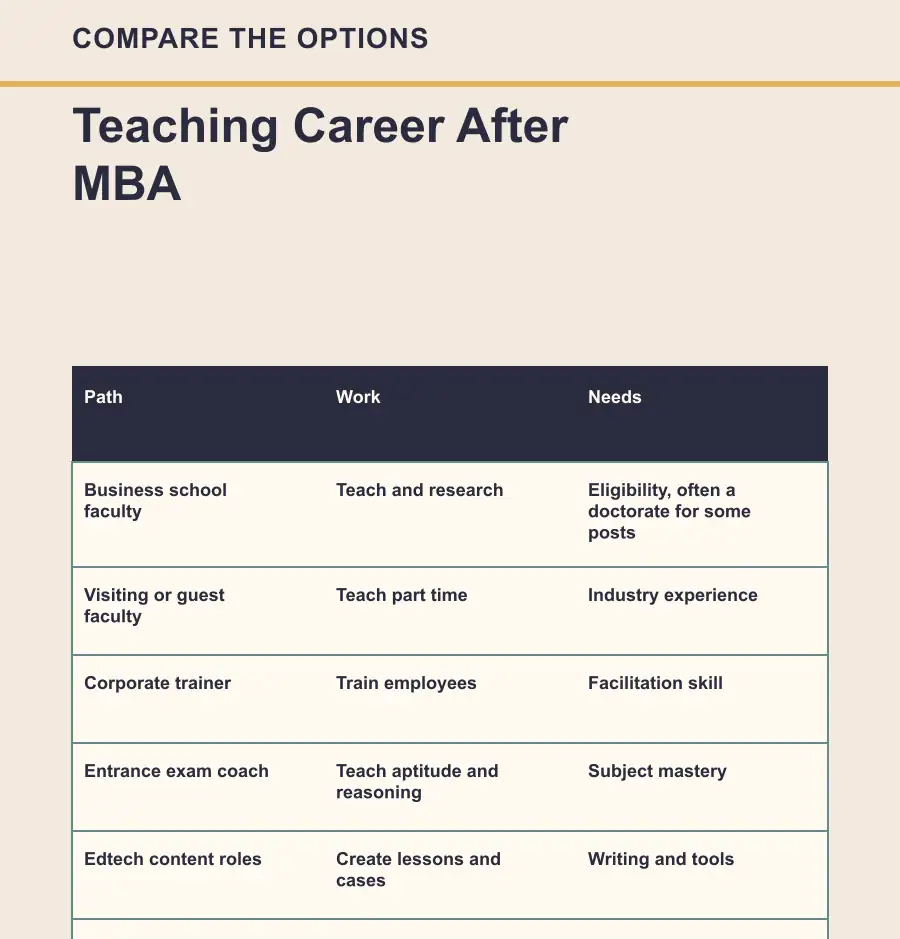 COMPARE THE OPTIONS
Teaching Career After
MBA
Path
Work
Needs
Business school
faculty
Teach and research
Eligibility, often a
doctorate for some
posts
Visiting or guest
faculty
Teach part time
Industry experience
Corporate trainer
Train employees
Facilitation skill
Entrance exam coach
Teach aptitude and
reasoning
Subject mastery
Edtech content roles
Create lessons and
cases
Writing and tools